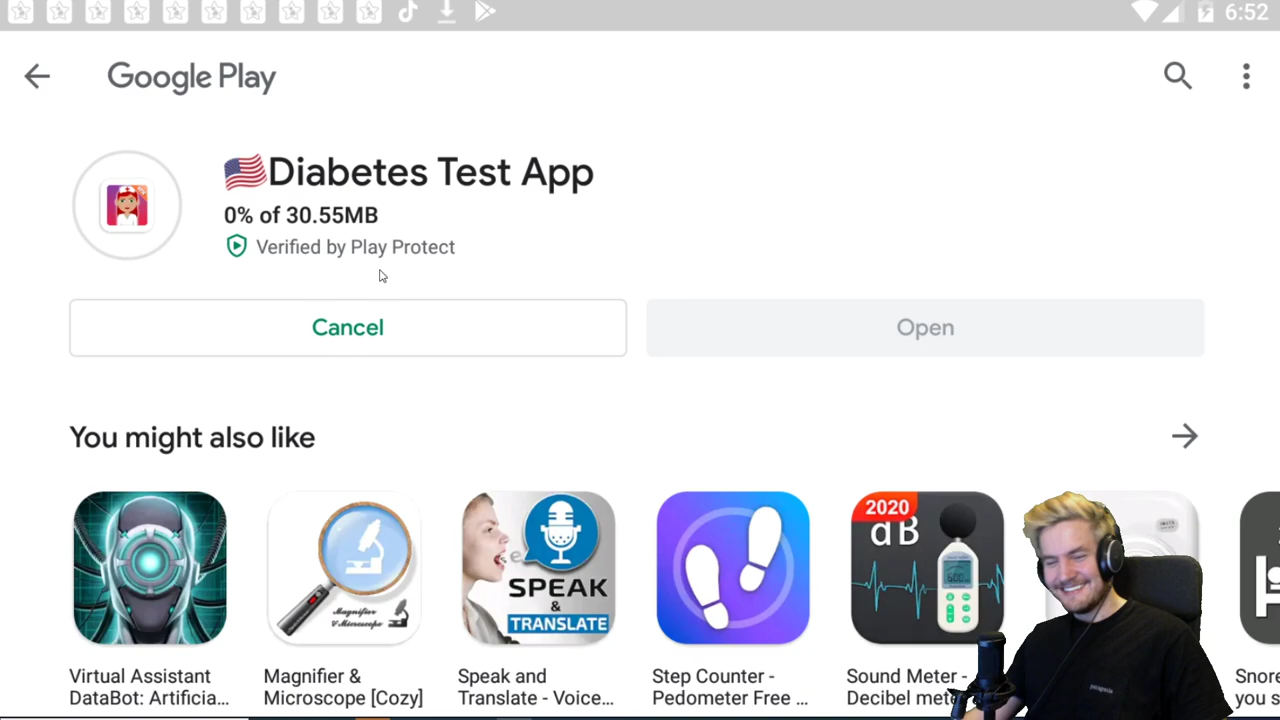 6:52
Google Play
🇺🇸Diabetes Test App
0% of 30.55MB
Verified by Play Protect
Cancel
Open
You might also like
2020
dB
Magnifier
& Microscope
SPEAK
&
TRANSLATE
Virtual Assistant
DataBot: Artificia...
Magnifier &
Microscope [Cozy]
Speak and
Translate - Voice...
Step Counter -
Pedometer Free ...
Sound Meter -
Decibel
Snore
you s
patagonia